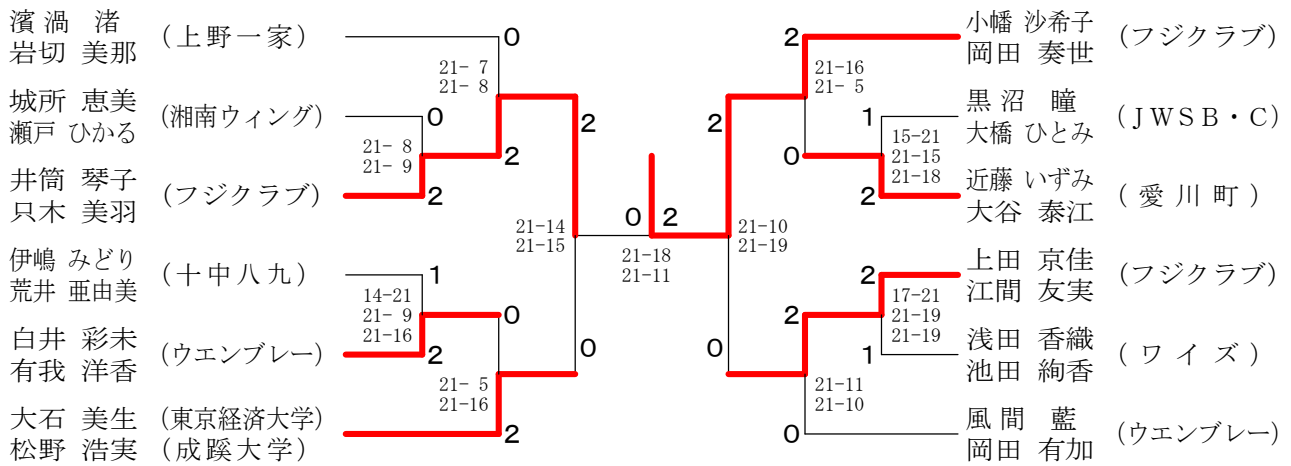 濱渦 渚
岩切 美那
(上野一家)
城所 恵美
瀬戸 ひかる
(湘南ウィング)
井筒 琴子
只木 美羽
(フジクラブ)
伊嶋 みどり
荒井 亜由美
(十中八九)
白井 彩未
有我 洋香
(ウエンブレー)
大石 美生 (東京経済大学)
松野 浩実 (成蹊大学)
0
21- 7
21- 8
0
21- 8
21- 9
2
2
2
21-14
21-15
1
14-21
21- 9
21-16
2
0
0
21- 5
21-16
2
0 2
21-18
21-11
2
21-16
21- 5
2
1
15-21
21-15
21-18
0
2
21-10
21-19
2
17-21
21-19
21-19
2
1
0
21-11
21-10
0
小幡 沙希子
岡田 奏世
(フジクラブ)
黒沼 瞳
大橋 ひとみ
(JWSB・C)
近藤 いずみ
大谷 泰江
(愛川町)
上田 京佳
江間 友実
(フジクラブ)
浅田 香織
池田 絢香
(ワイズ)
風間 藍
岡田 有加
(ウエンブレー)